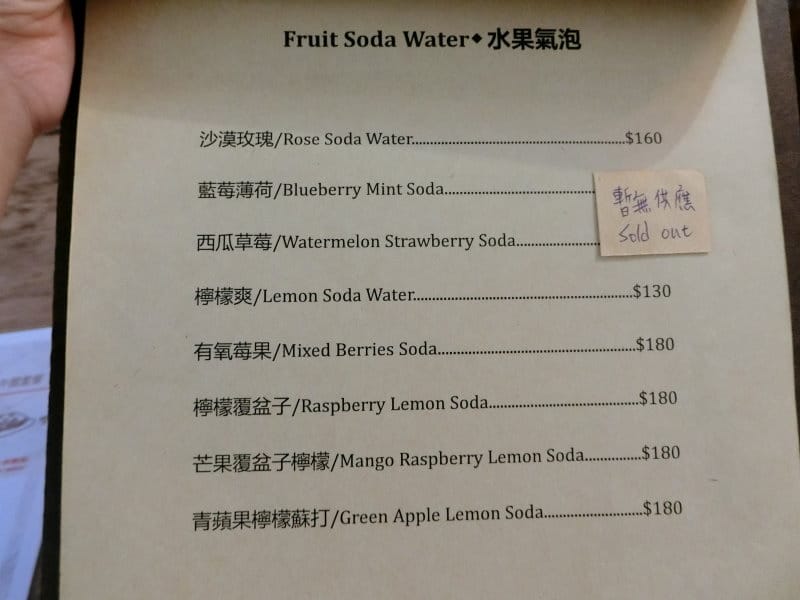 Fruit Soda Water◆水果氣泡
沙漠玫瑰/Rose Soda Water..........................................................$160
藍莓薄荷/Blueberry Mint Soda..........................................
暫無供應
西瓜草莓/Watermelon Strawberry Soda.......................
sold out
檸檬爽/Lemon Soda Water............................................................$130
有氧莓果/Mixed Berries Soda.......................................................$180
檸檬覆盆子/Raspberry Lemon Soda.........................................$180
芒果覆盆子檸檬/Mango Raspberry Lemon Soda...............$180
青蘋果檸檬蘇打/Green Apple Lemon Soda..........................$180